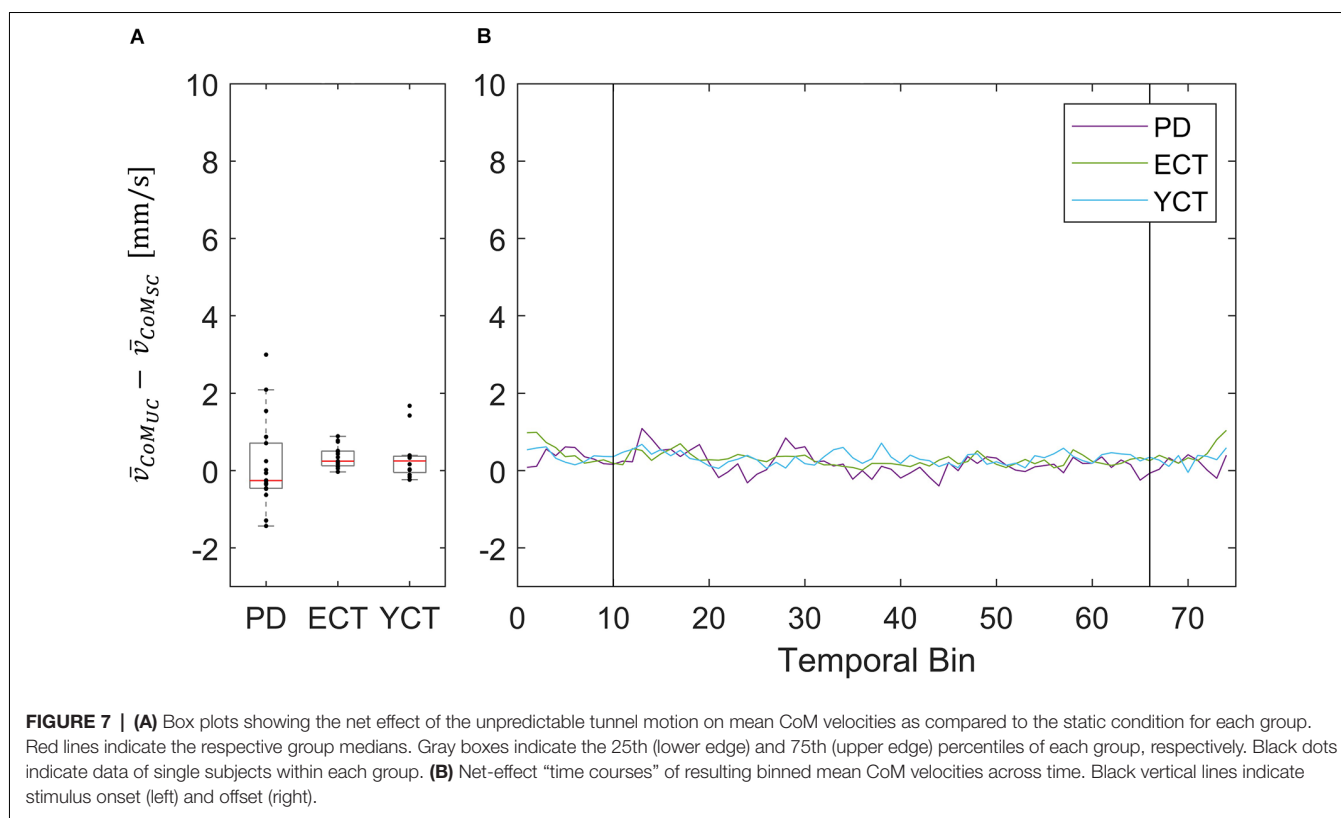 A
B
10
8
6
4
2
0
-2
v̄CoMUC − v̄CoMSC [mm/s]
PD ECT YCT
10
8
6
4
2
0
-2
PD
ECT
YCT
0 10 20 30 40 50 60 70
Temporal Bin
FIGURE 7 | (A) Box plots showing the net effect of the unpredictable tunnel motion on mean CoM velocities as compared to the static condition for each group.
Red lines indicate the respective group medians. Gray boxes indicate the 25th (lower edge) and 75th (upper edge) percentiles of each group, respectively. Black dots
indicate data of single subjects within each group. (B) Net-effect “time courses” of resulting binned mean CoM velocities across time. Black vertical lines indicate
stimulus onset (left) and offset (right).